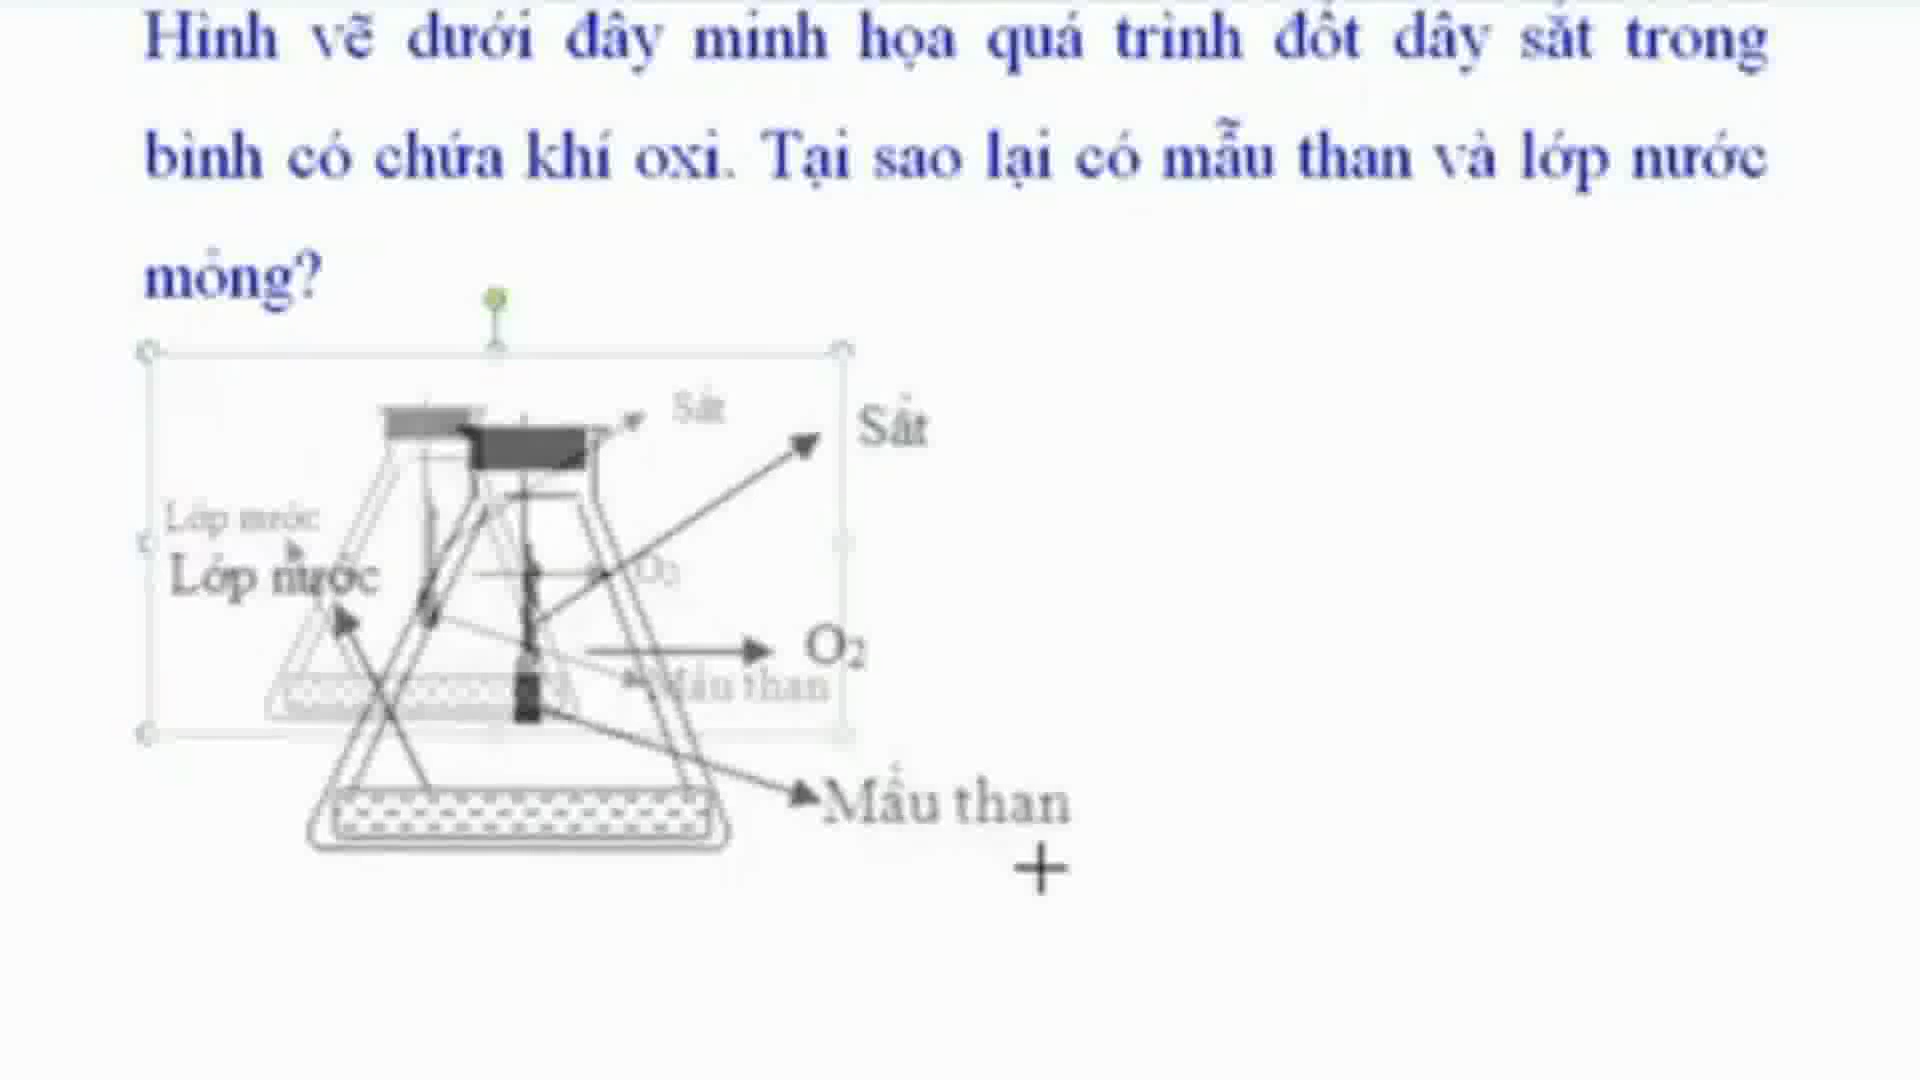 Hình vẽ dưới đây minh họa quá trình đốt dây sắt trong
bình có chứa khí oxi. Tại sao lại có mẫu than và lớp nước
mỏng?
Sắt
Sắt
Lớp nước
Lớp nước
O₂
O₂
Mẩu than
Mẩu than